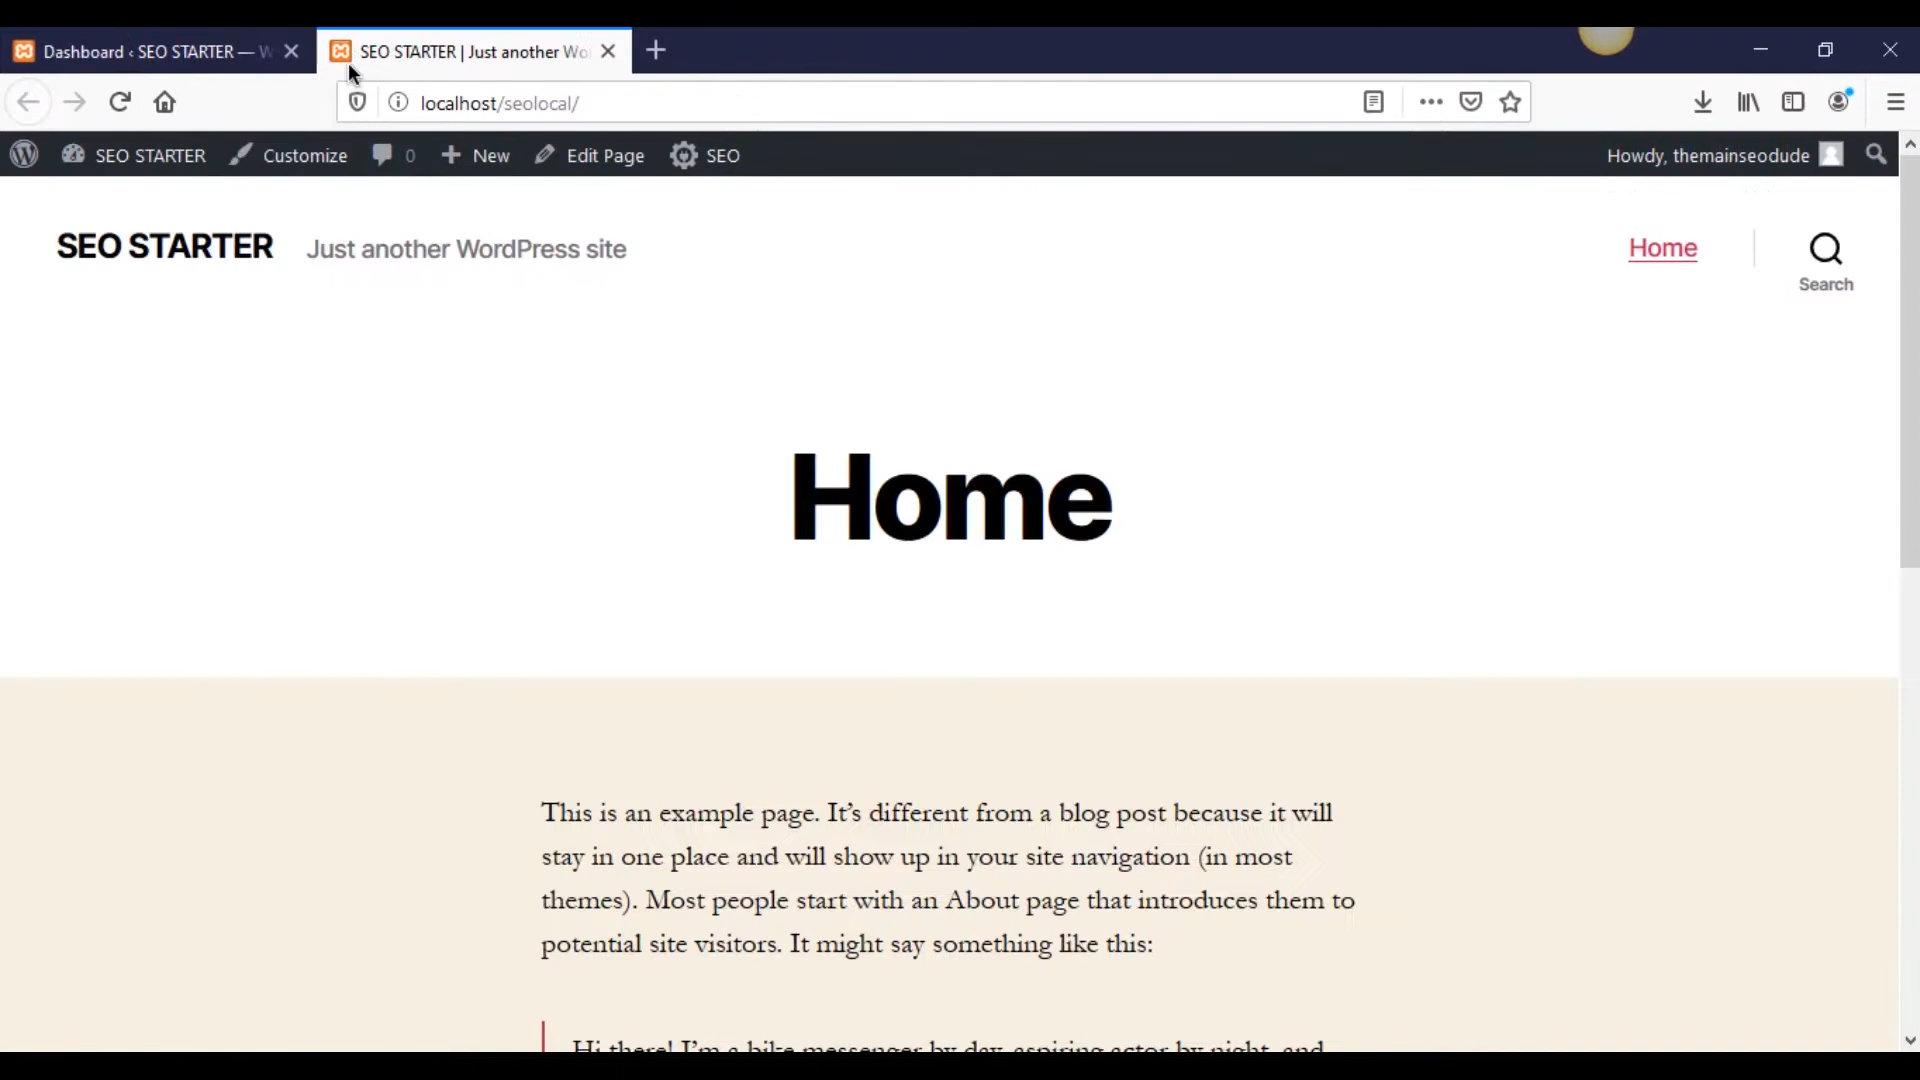 Dashboard ‹ SEO STARTER — W
SEO STARTER | Just another Wo
localhost/seolocal/
SEO STARTER
Customize
0
New
Edit Page
SEO
Howdy, themainseodude
SEO STARTER
Just another WordPress site
Home
Search
Home
This is an example page. It’s different from a blog post because it will
stay in one place and will show up in your site navigation (in most
themes). Most people start with an About page that introduces them to
potential site visitors. It might say something like this:
Hi there! I’m a bike messenger by day, aspiring actor by night, and